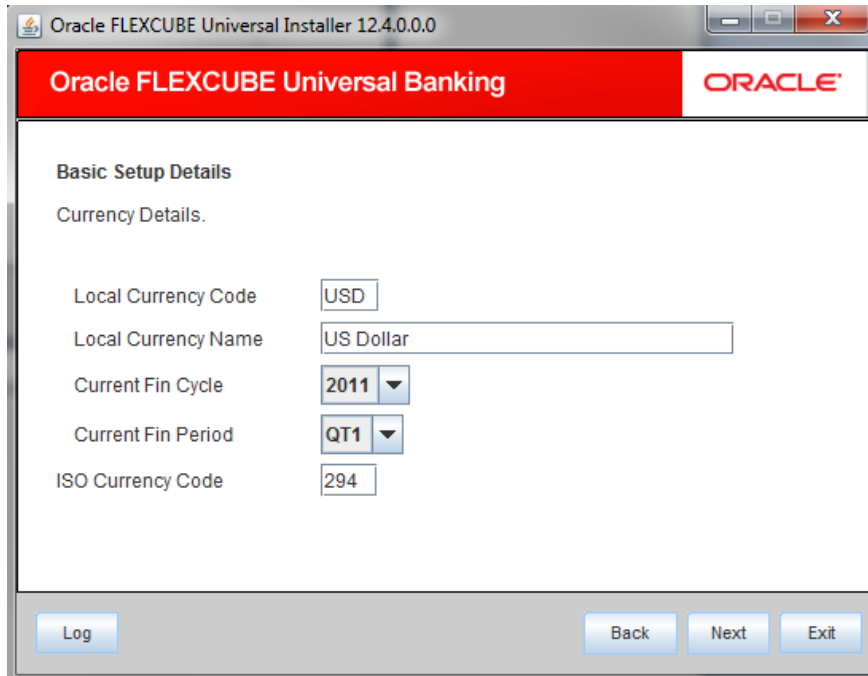 Oracle FLEXCUBE Universal Installer 12.4.0.0.0
Oracle FLEXCUBE Universal Banking
ORACLE
Basic Setup Details
Currency Details.
Local Currency Code USD
Local Currency Name US Dollar
Current Fin Cycle 2011
Current Fin Period QT1
ISO Currency Code 294
Log Back Next Exit